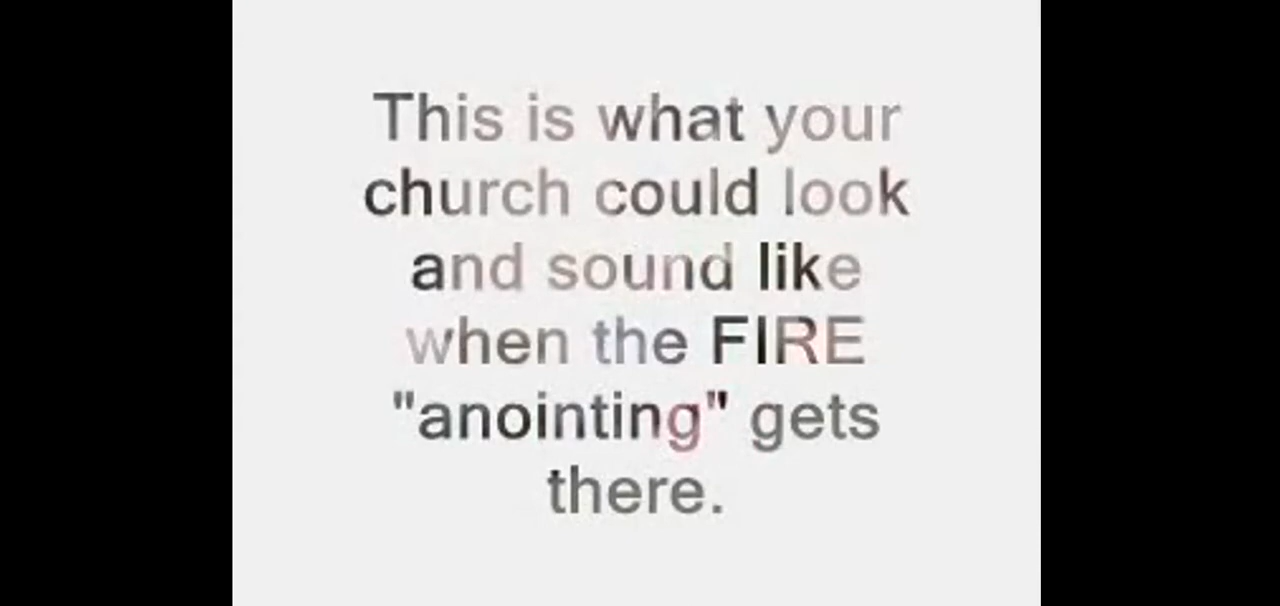 This is what your
church could look
and sound like
when the FIRE
"anointing" gets
there.